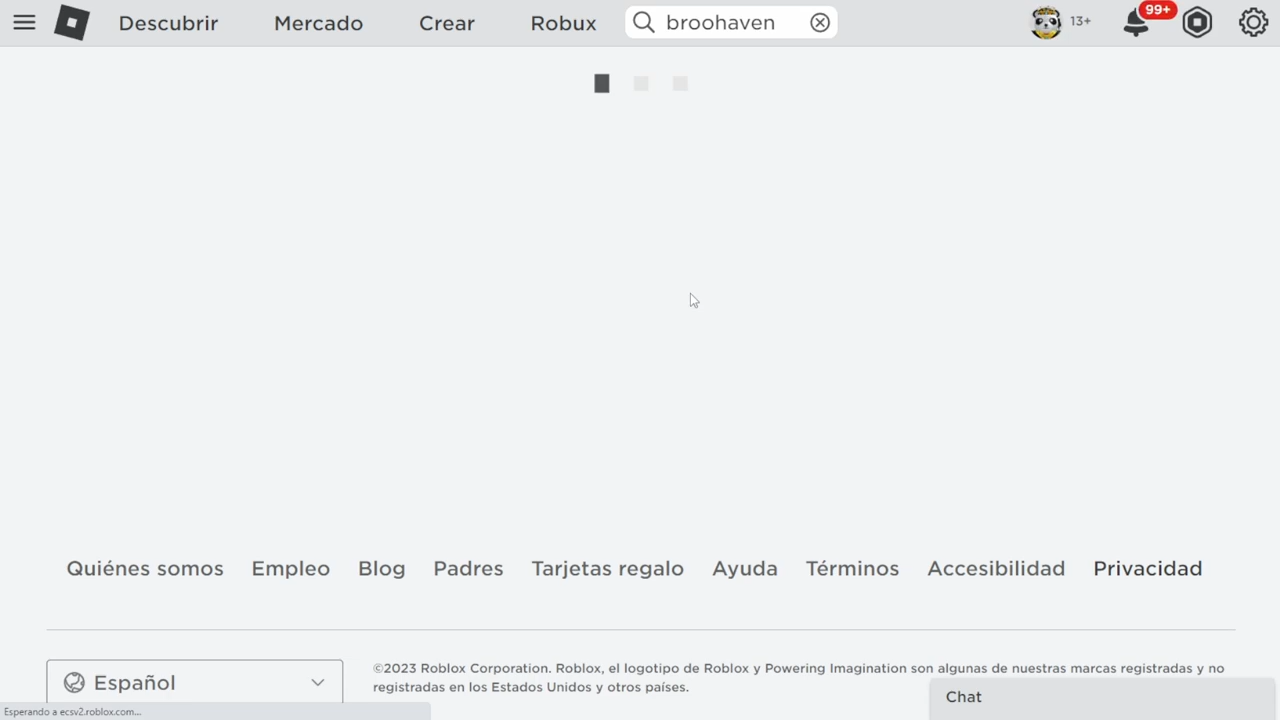 Descubrir Mercado Crear Robux broohaven 13+ 99+
Quiénes somos Empleo Blog Padres Tarjetas regalo Ayuda Términos Accesibilidad Privacidad
Español
©2023 Roblox Corporation. Roblox, el logotipo de Roblox y Powering Imagination son algunas de nuestras marcas registradas y no
registradas en los Estados Unidos y otros países.
Chat
Esperando a ecsv2.roblox.com...